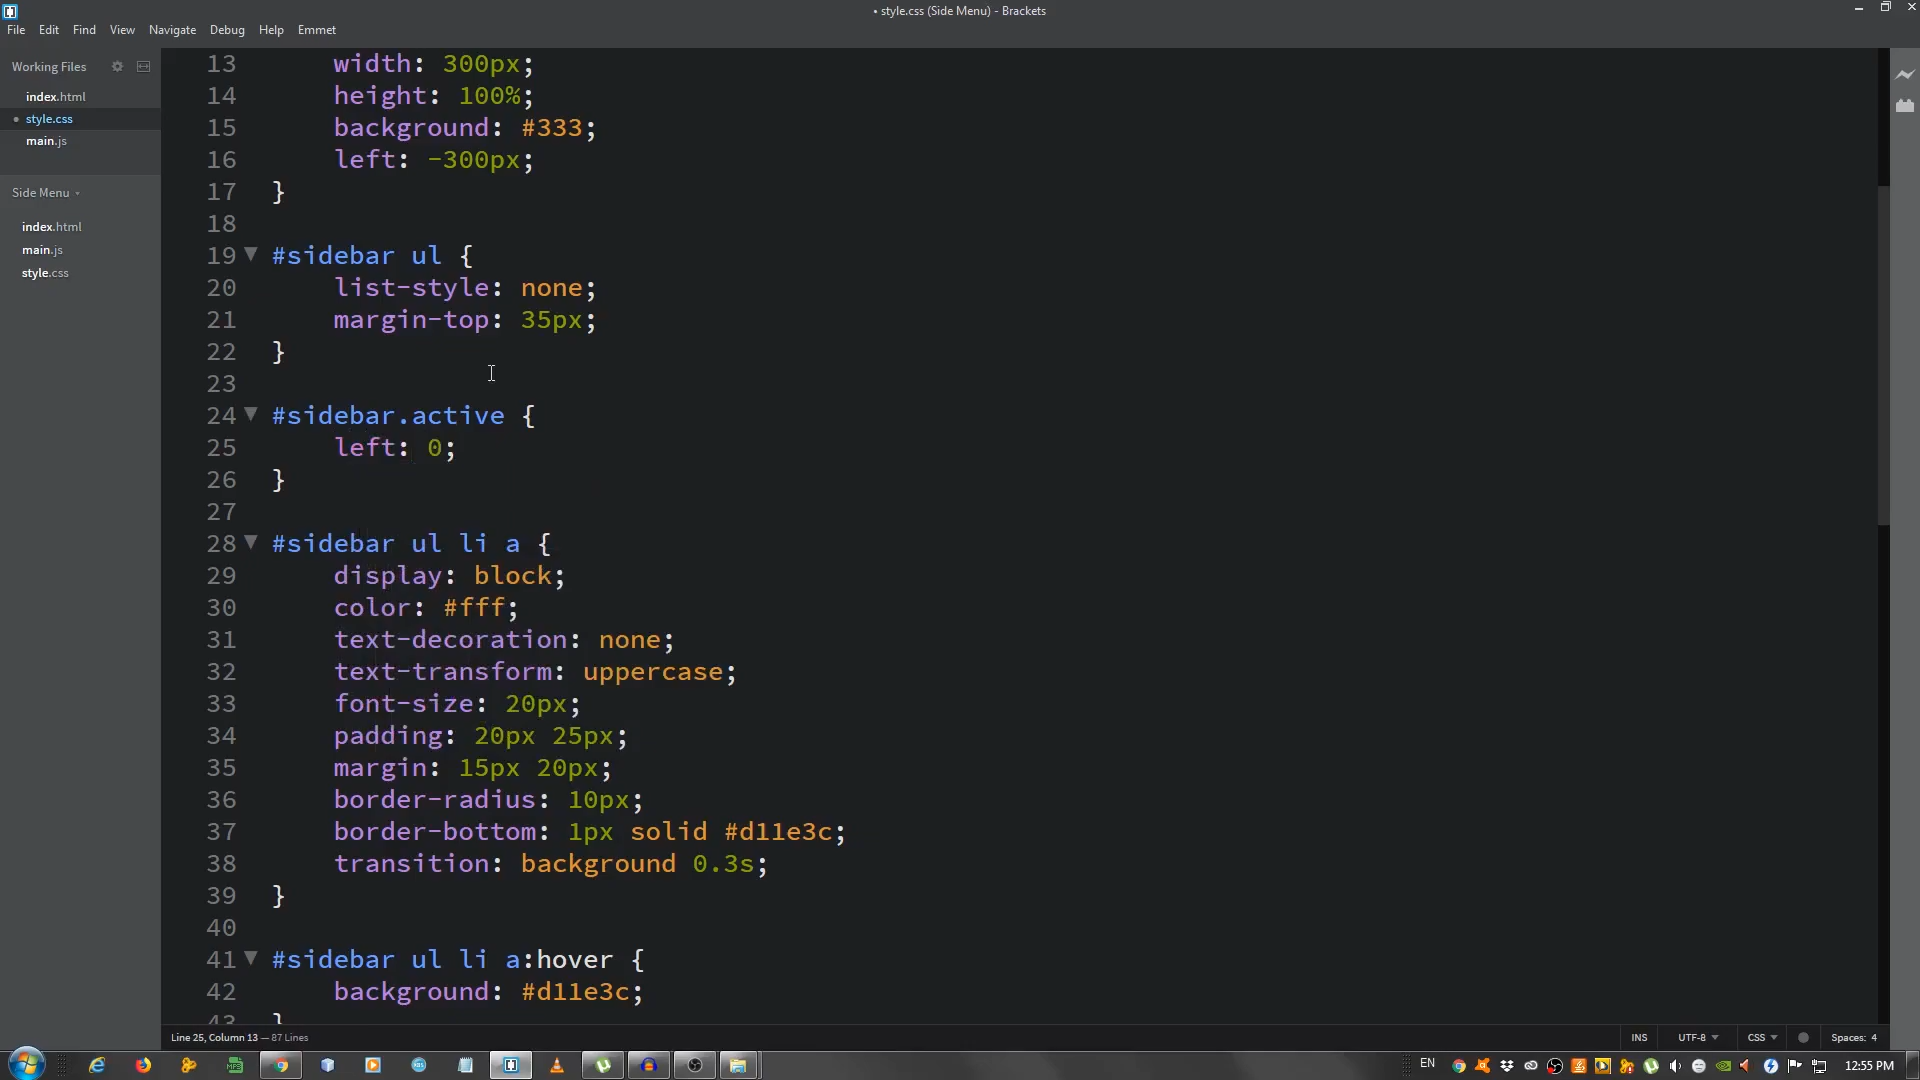 • style.css (Side Menu) - Brackets
File Edit Find View Navigate Debug Help Emmet
Working Files
index.html
• style.css
main.js
Side Menu
index.html
main.js
style.css
13 width: 300px;
14 height: 100%;
15 background: #333;
16 left: -300px;
17 }
18
19 #sidebar ul {
20 list-style: none;
21 margin-top: 35px;
22 }
23
24 #sidebar.active {
25 left: 0;
26 }
27
28 #sidebar ul li a {
29 display: block;
30 color: #fff;
31 text-decoration: none;
32 text-transform: uppercase;
33 font-size: 20px;
34 padding: 20px 25px;
35 margin: 15px 20px;
36 border-radius: 10px;
37 border-bottom: 1px solid #d11e3c;
38 transition: background 0.3s;
39 }
40
41 #sidebar ul li a:hover {
42 background: #d11e3c;
43 }
Line 25, Column 13 — 87 Lines
INS UTF-8 CSS Spaces: 4
EN 12:55 PM